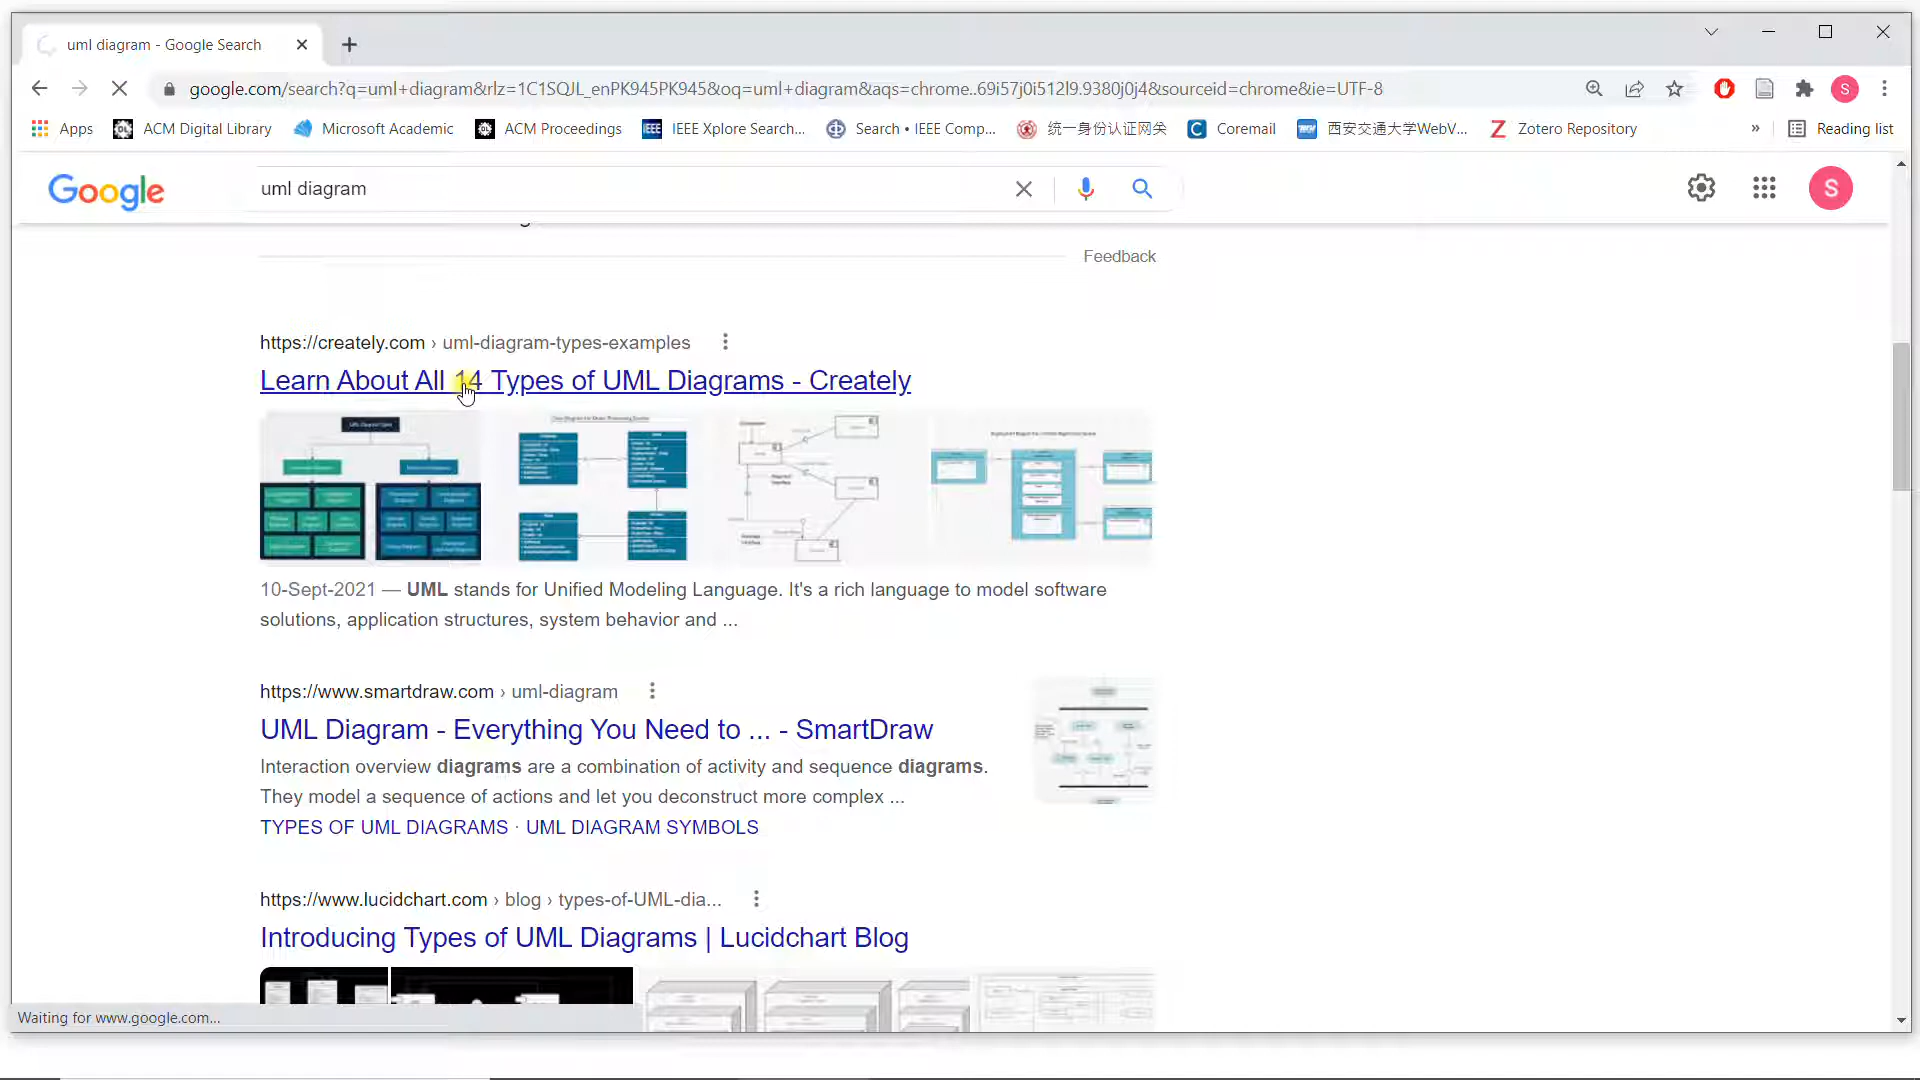 uml diagram - Google Search
google.com/search?q=uml+diagram&rlz=1C1SQJL_enPK945PK945&oq=uml+diagram&aqs=chrome..69i57j0i512l9.9380j0j4&sourceid=chrome&ie=UTF-8
S
Apps ACM Digital Library Microsoft Academic ACM Proceedings IEEE Xplore Search... Search • IEEE Comp... 统一身份认证网关 Coremail 西安交通大学WebV... Zotero Repository » Reading list
Google uml diagram S
Feedback
https://creately.com › uml-diagram-types-examples
Learn About All 14 Types of UML Diagrams - Creately
10-Sept-2021 — UML stands for Unified Modeling Language. It's a rich language to model software
solutions, application structures, system behavior and ...
https://www.smartdraw.com › uml-diagram
UML Diagram - Everything You Need to ... - SmartDraw
Interaction overview diagrams are a combination of activity and sequence diagrams.
They model a sequence of actions and let you deconstruct more complex ...
TYPES OF UML DIAGRAMS · UML DIAGRAM SYMBOLS
https://www.lucidchart.com › blog › types-of-UML-dia...
Introducing Types of UML Diagrams | Lucidchart Blog
Waiting for www.google.com...